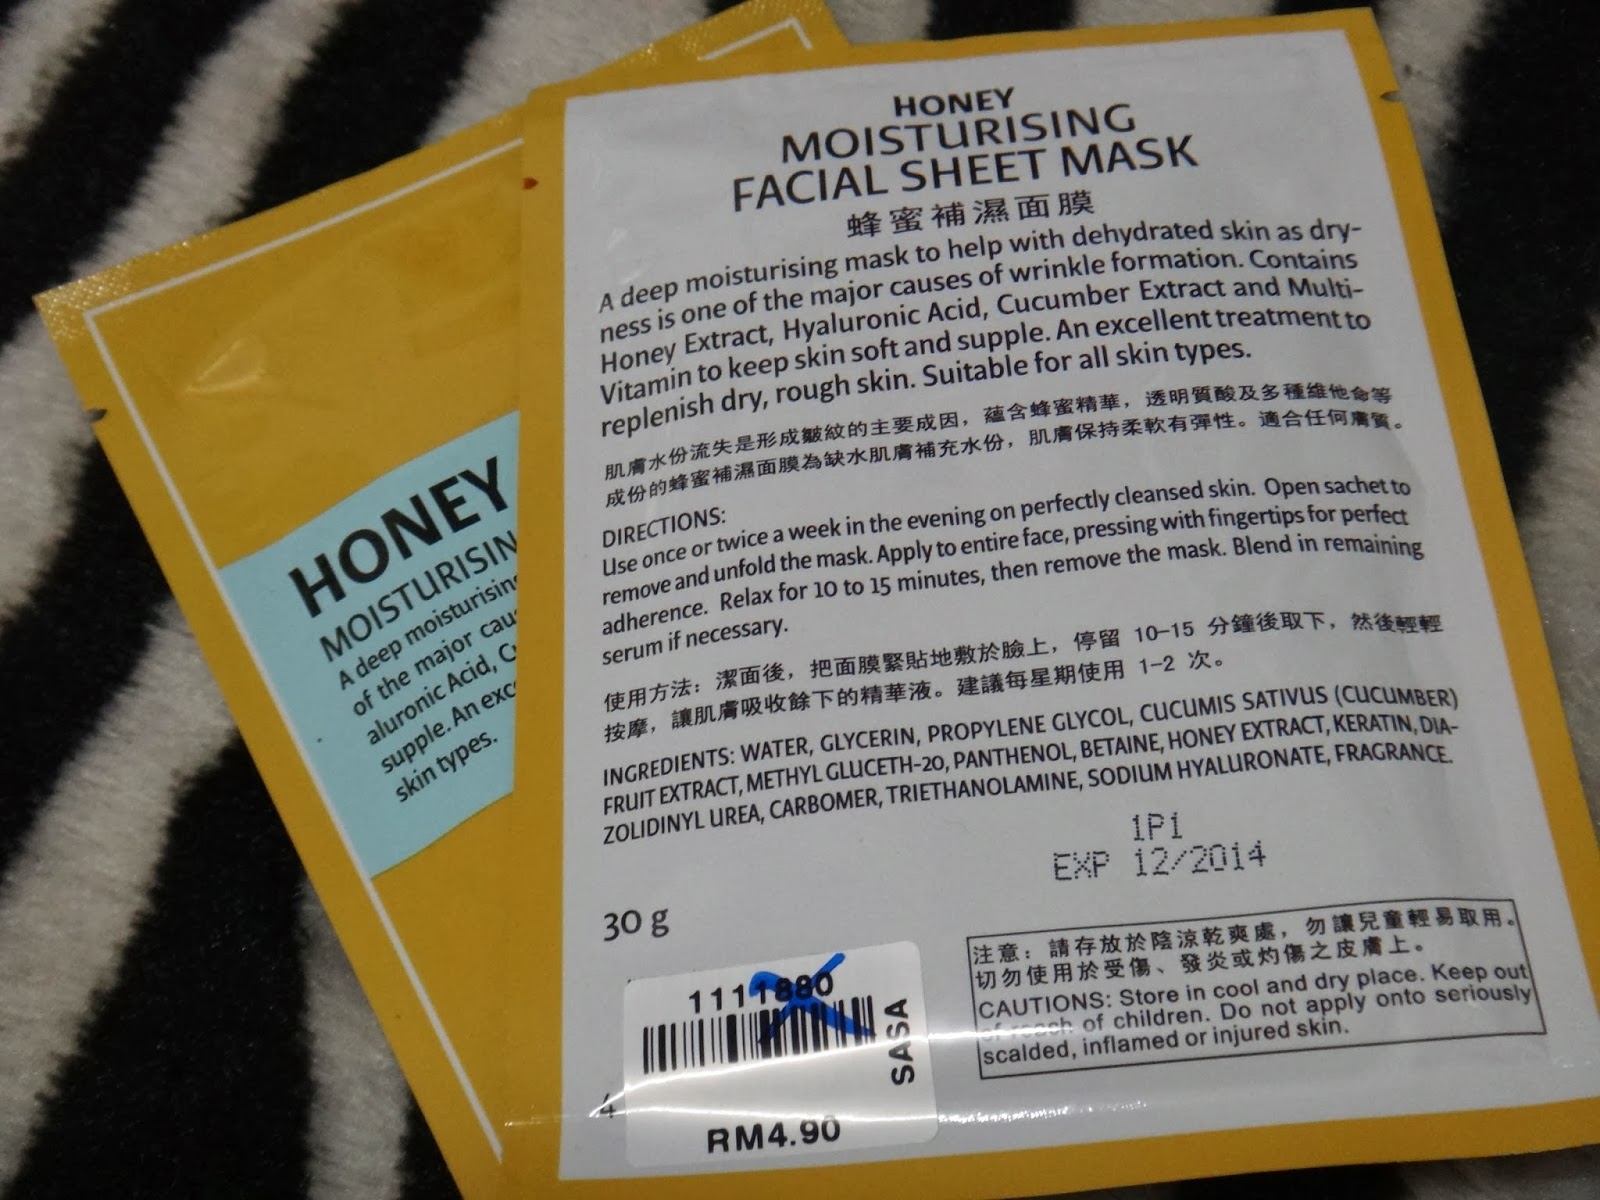 HONEY
MOISTURISING
FACIAL SHEET MASK
蜂蜜補濕面膜
A deep moisturising mask to help with dehydrated skin as dry-
ness is one of the major causes of wrinkle formation. Contains
Honey Extract, Hyaluronic Acid, Cucumber Extract and Multi-
Vitamin to keep skin soft and supple. An excellent treatment to
replenish dry, rough skin. Suitable for all skin types.
肌膚水份流失是形成皺紋的主要成因，蘊含蜂蜜精華，透明質酸及多種維他命等
成份的蜂蜜補濕面膜為缺水肌膚補充水份，肌膚保持柔軟有彈性。適合任何膚質。
DIRECTIONS:
Use once or twice a week in the evening on perfectly cleansed skin. Open sachet to
remove and unfold the mask. Apply to entire face, pressing with fingertips for perfect
adherence. Relax for 10 to 15 minutes, then remove the mask. Blend in remaining
serum if necessary.
使用方法：潔面後，把面膜緊貼地敷於臉上，停留 10-15 分鐘後取下，然後輕輕
按摩，讓肌膚吸收餘下的精華液。建議每星期使用 1-2 次。
INGREDIENTS: WATER, GLYCERIN, PROPYLENE GLYCOL, CUCUMIS SATIVUS (CUCUMBER)
FRUIT EXTRACT, METHYL GLUCETH-20, PANTHENOL, BETAINE, HONEY EXTRACT, KERATIN, DIA-
ZOLIDINYL UREA, CARBOMER, TRIETHANOLAMINE, SODIUM HYALURONATE, FRAGRANCE.
1P1
EXP 12/2014
30 g
注意：請存放於陰涼乾爽處，勿讓兒童輕易取用。
切勿使用於受傷、發炎或灼傷之皮膚上。
CAUTIONS: Store in cool and dry place. Keep out
of reach of children. Do not apply onto seriously
scalded, inflamed or injured skin.
1111880
SASA
4
RM4.90
HONEY
MOISTURISIN
A deep moisturising
of the major cau
aluronic Acid, C
supple. An exc
skin types.